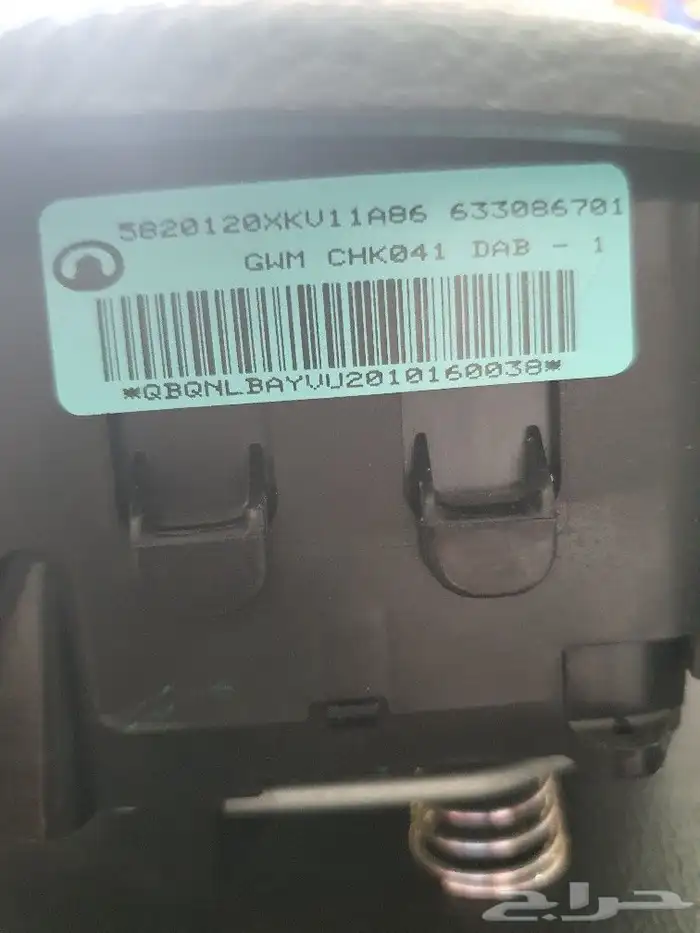 5820120XKV11A86 633086701
GWM CHK041 DAB - 1
*QBQNLBAYVU2010160038*
حراج